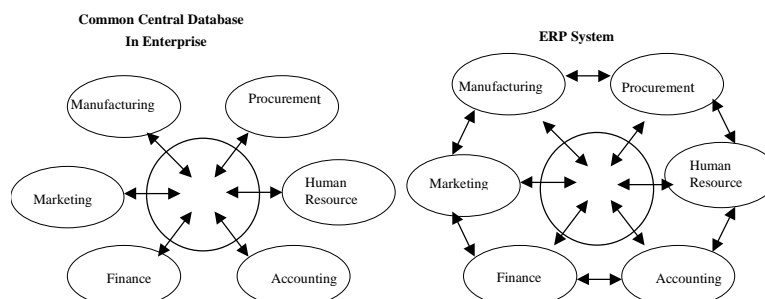 Common Central Database
In Enterprise
Manufacturing
Procurement
Marketing
Human
Resource
Finance
Accounting
ERP System
Manufacturing
Procurement
Marketing
Human
Resource
Finance
Accounting